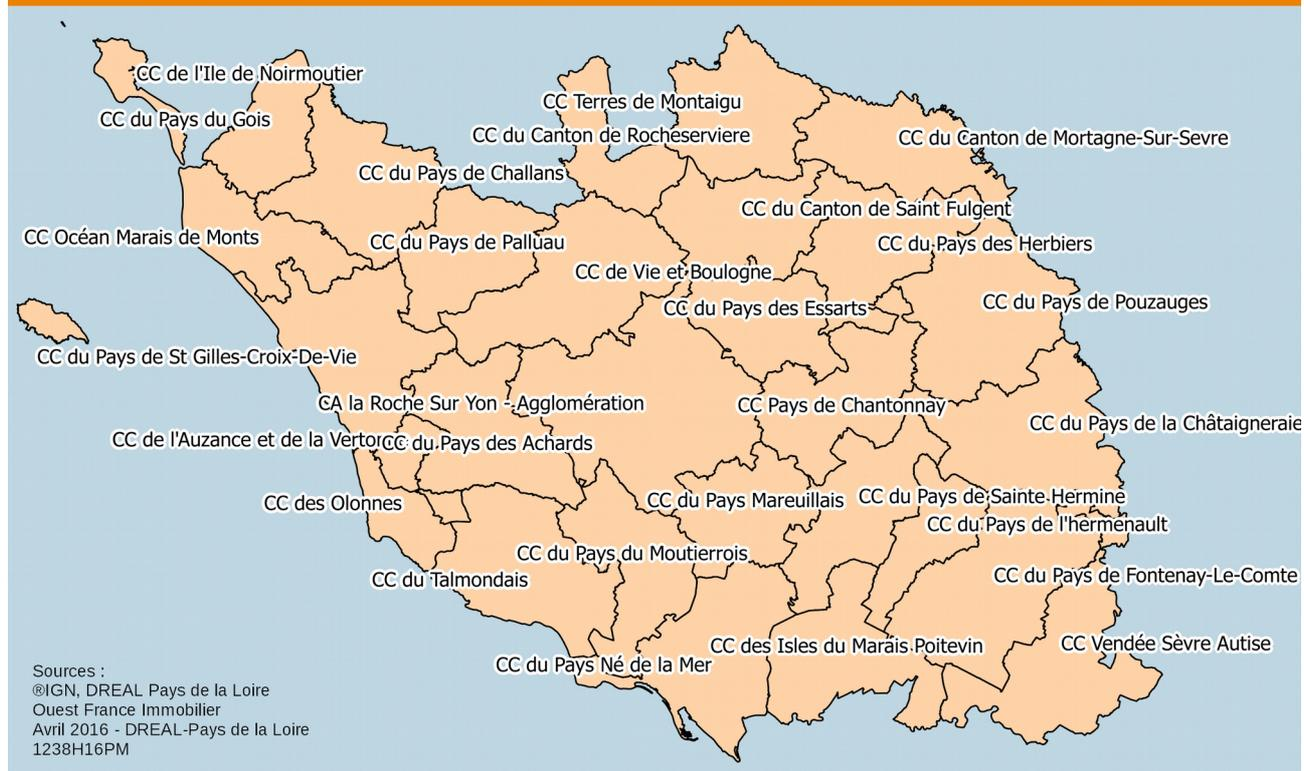 CC de l'Ile de Noirmoutier
CC Terres de Montaigu
CC du Pays du Gois
CC du Canton de Rocheserviere
CC du Canton de Mortagne-Sur-Sevre
CC du Pays de Challans
CC du Canton de Saint Fulgent
CC Océan Marais de Monts
CC du Pays de Palluau
CC du Pays des Herbiers
CC de Vie et Boulogne
CC du Pays des Essarts
CC du Pays de Pouzauges
CC du Pays de St Gilles-Croix-De-Vie
CA la Roche Sur Yon - Agglomération
CC Pays de Chantonnay
CC du Pays de la Châtaigneraie
CC de l'Auzance et de la Vertonne
CC du Pays des Achards
CC des Olonnes
CC du Pays Mareuillais
CC du Pays de Sainte Hermine
CC du Pays de l'hermenault
CC du Pays du Moutierrois
CC du Talmondais
CC du Pays de Fontenay-Le-Comte
CC des Isles du Marais Poitevin
CC Vendée Sèvre Autise
CC du Pays Né de la Mer
Sources :
®IGN, DREAL Pays de la Loire
Ouest France Immobilier
Avril 2016 - DREAL-Pays de la Loire
1238H16PM